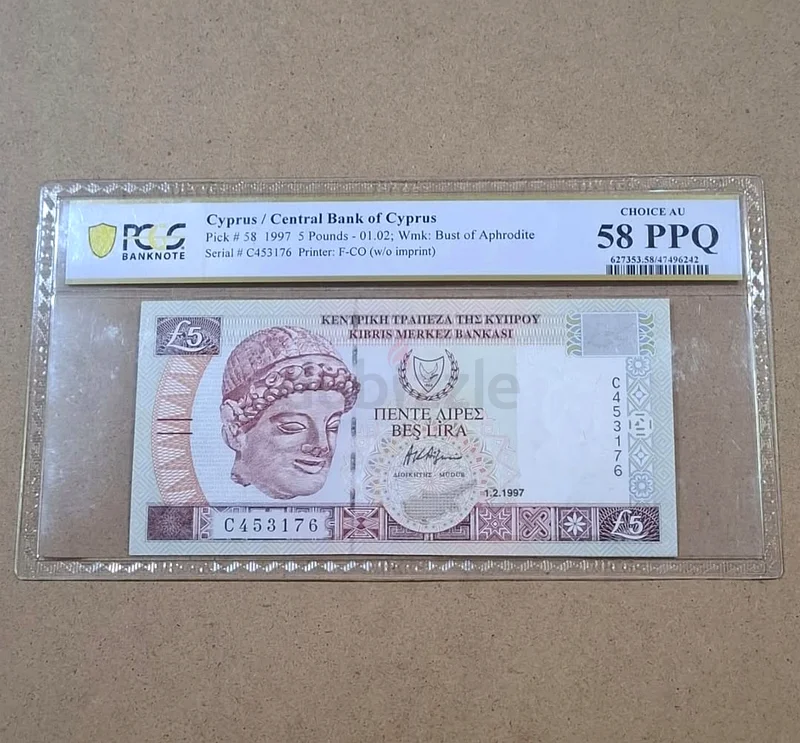 PCGS
BANKNOTE
Cyprus / Central Bank of Cyprus
Pick # 58 1997 5 Pounds - 01.02; Wmk: Bust of Aphrodite
Serial # C453176 Printer: F-CO (w/o imprint)
CHOICE AU
58 PPQ
627353.58/47496242
£5
ΚΕΝΤΡΙΚΗ ΤΡΑΠΕΖΑ ΤΗΣ ΚΥΠΡΟΥ
KIBRIS MERKEZ BANKASI
dubizzle
ΠΕΝΤΕ ΛΙΡΕΣ
BEŞ LİRA
ΔΙΟΙΚΗΤΗΣ - MÜDÜR
1.2.1997
C453176
C453176
£5